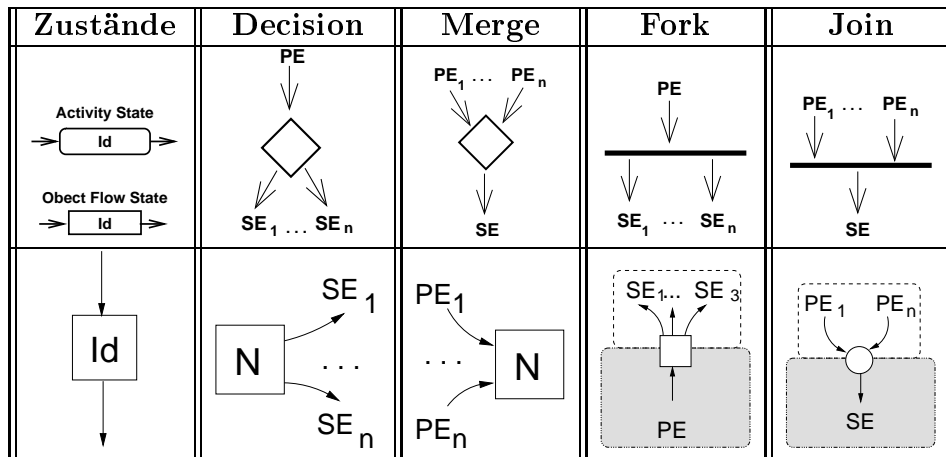 Zustände Decision Merge Fork Join
Activity State
Id
Obect Flow State
Id
PE
SE1 ... SEn
PE1 ... PEn
SE
PE
SE1 ... SEn
PE1 ... PEn
SE
Id
N
SE1
...
SEn
PE1
...
PEn
N
SE1... SE3
PE
PE1 PEn
SE